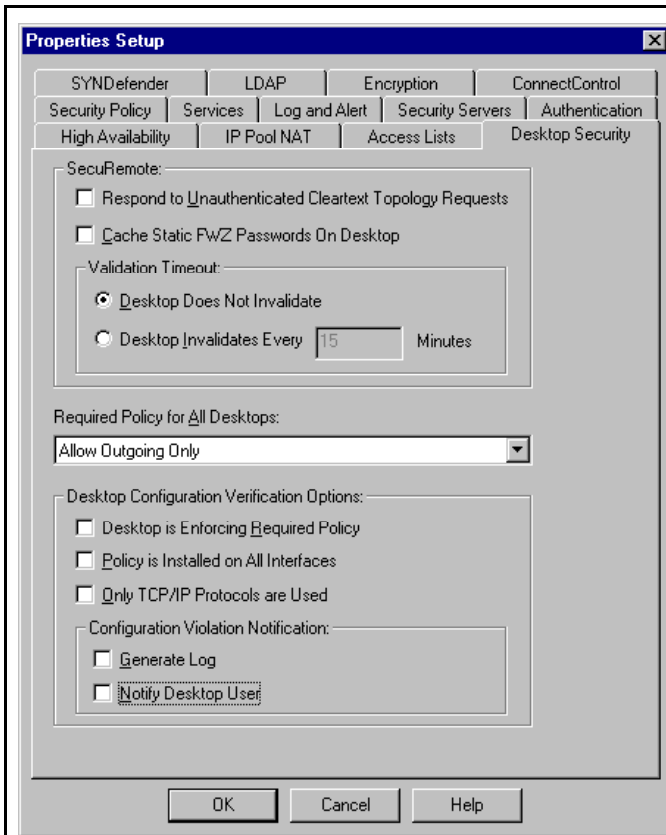 Properties Setup
SYNDefender LDAP Encryption ConnectControl
Security Policy Services Log and Alert Security Servers Authentication
High Availability IP Pool NAT Access Lists Desktop Security
SecuRemote:
Respond to Unauthenticated Cleartext Topology Requests
Cache Static FWZ Passwords On Desktop
Validation Timeout:
Desktop Does Not Invalidate
Desktop Invalidates Every 15 Minutes
Required Policy for All Desktops:
Allow Outgoing Only
Desktop Configuration Verification Options:
Desktop is Enforcing Required Policy
Policy is Installed on All Interfaces
Only TCP/IP Protocols are Used
Configuration Violation Notification:
Generate Log
Notify Desktop User
OK Cancel Help